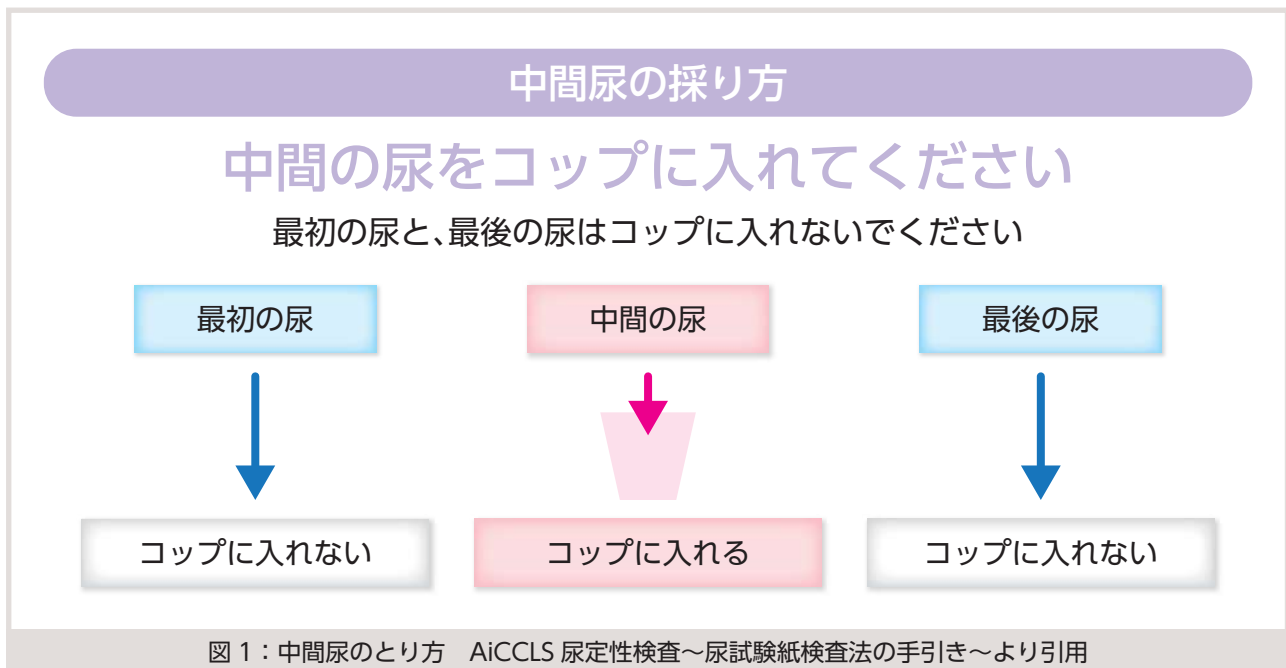 中間尿の採り方
中間の尿をコップに入れてください
最初の尿と、最後の尿はコップに入れないでください
最初の尿
中間の尿
最後の尿
コップに入れない
コップに入れる
コップに入れない
図 1：中間尿のとり方　AiCCLS 尿定性検査～尿試験紙検査法の手引き～より引用